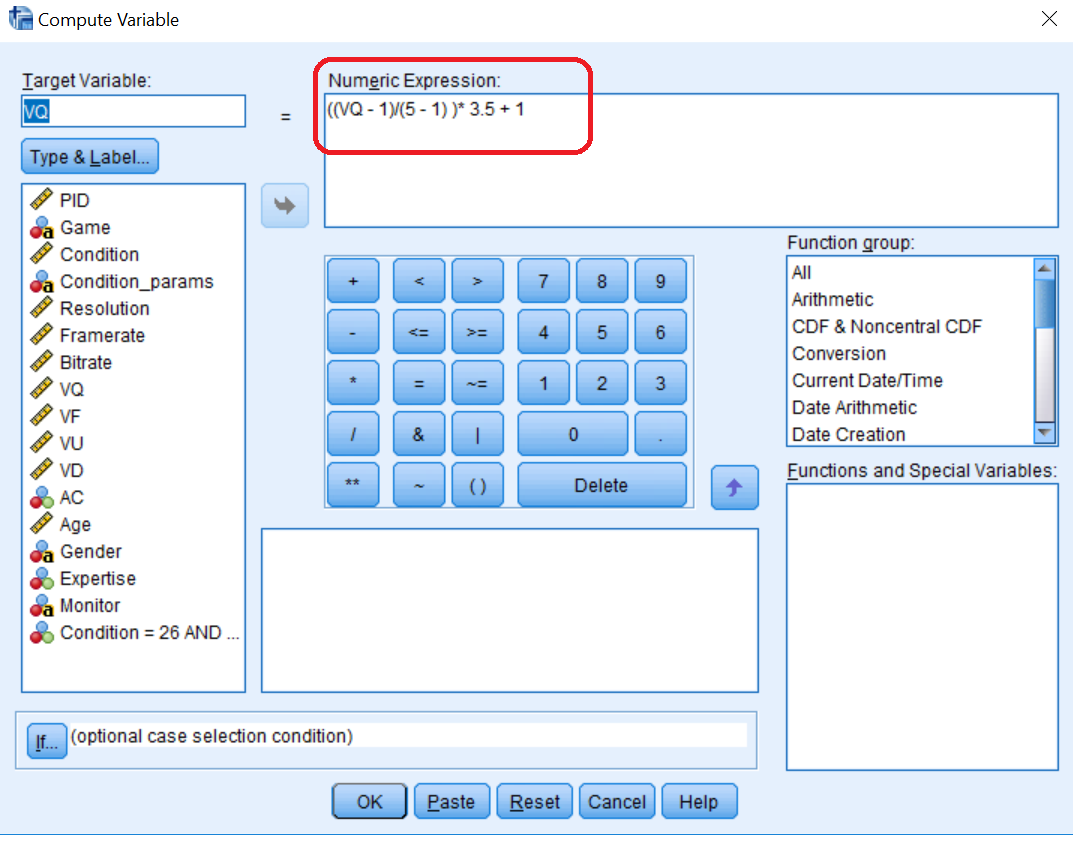 Compute Variable
Target Variable:
VQ
=
Numeric Expression:
((VQ - 1)/(5 - 1) )* 3.5 + 1
Type & Label...
PID
Game
Condition
Condition_params
Resolution
Framerate
Bitrate
VQ
VF
VU
VD
AC
Age
Gender
Expertise
Monitor
Condition = 26 AND ...
+ < > 7 8 9
- <= >= 4 5 6
* = ~= 1 2 3
/ & | 0 .
** ~ ( ) Delete
Function group:
All
Arithmetic
CDF & Noncentral CDF
Conversion
Current Date/Time
Date Arithmetic
Date Creation
Functions and Special Variables:
If... (optional case selection condition)
OK Paste Reset Cancel Help